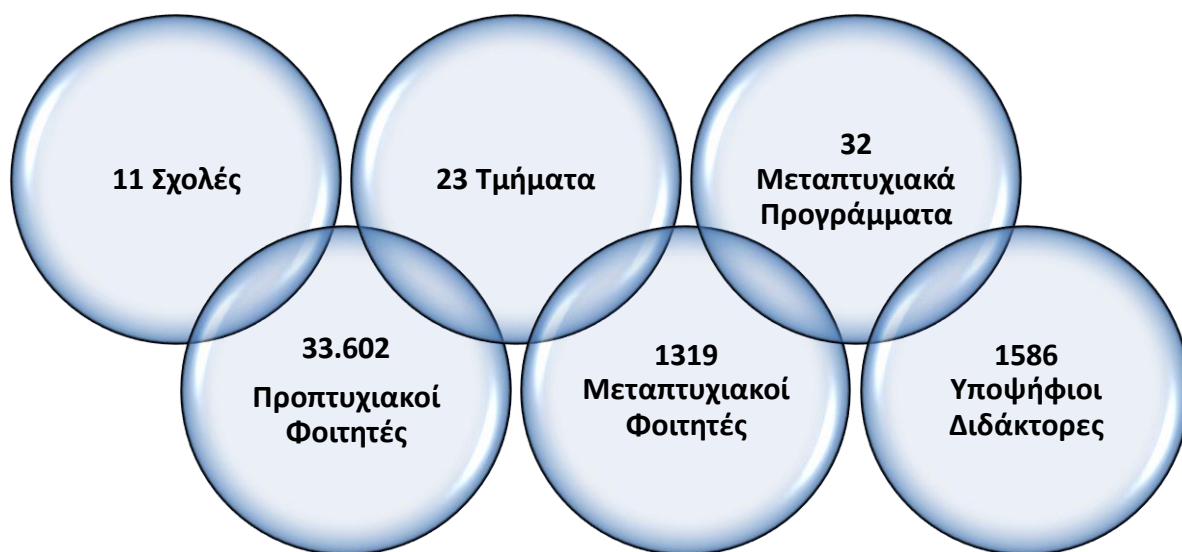 11 Σχολές
23 Τμήματα
32
Μεταπτυχιακά
Προγράμματα
33.602
Προπτυχιακοί
Φοιτητές
1319
Μεταπτυχιακοί
Φοιτητές
1586
Υποψήφιοι
Διδάκτορες